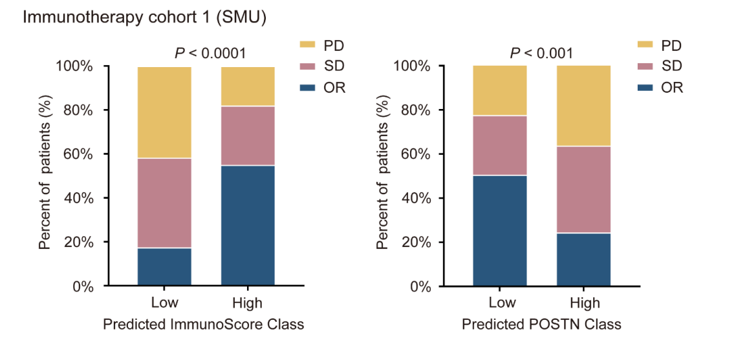 Immunotherapy cohort 1 (SMU)
P < 0.0001
PD
SD
OR
100%
80%
60%
40%
20%
0%
Percent of patients (%)
Low
High
Predicted ImmunoScore Class
P < 0.001
PD
SD
OR
100%
80%
60%
40%
20%
0%
Percent of patients (%)
Low
High
Predicted POSTN Class